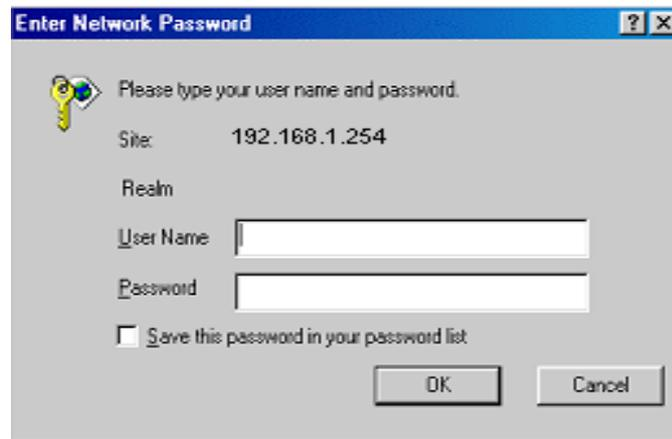 Enter Network Password
Please type your user name and password.
Site: 192.168.1.254
Realm
User Name
Password
Save this password in your password list
OK Cancel